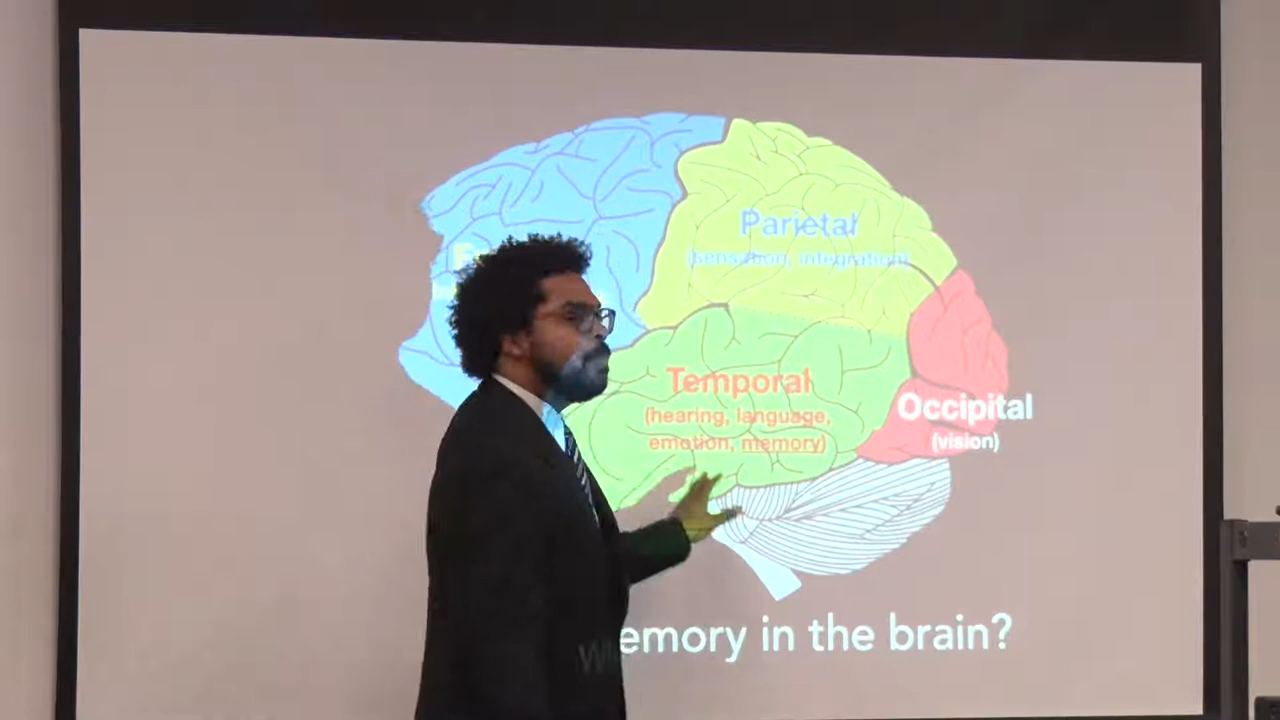 Parietal
(sensation, integration)
Temporal
(hearing, language,
emotion, memory)
Occipital
(vision)
emory in the brain?